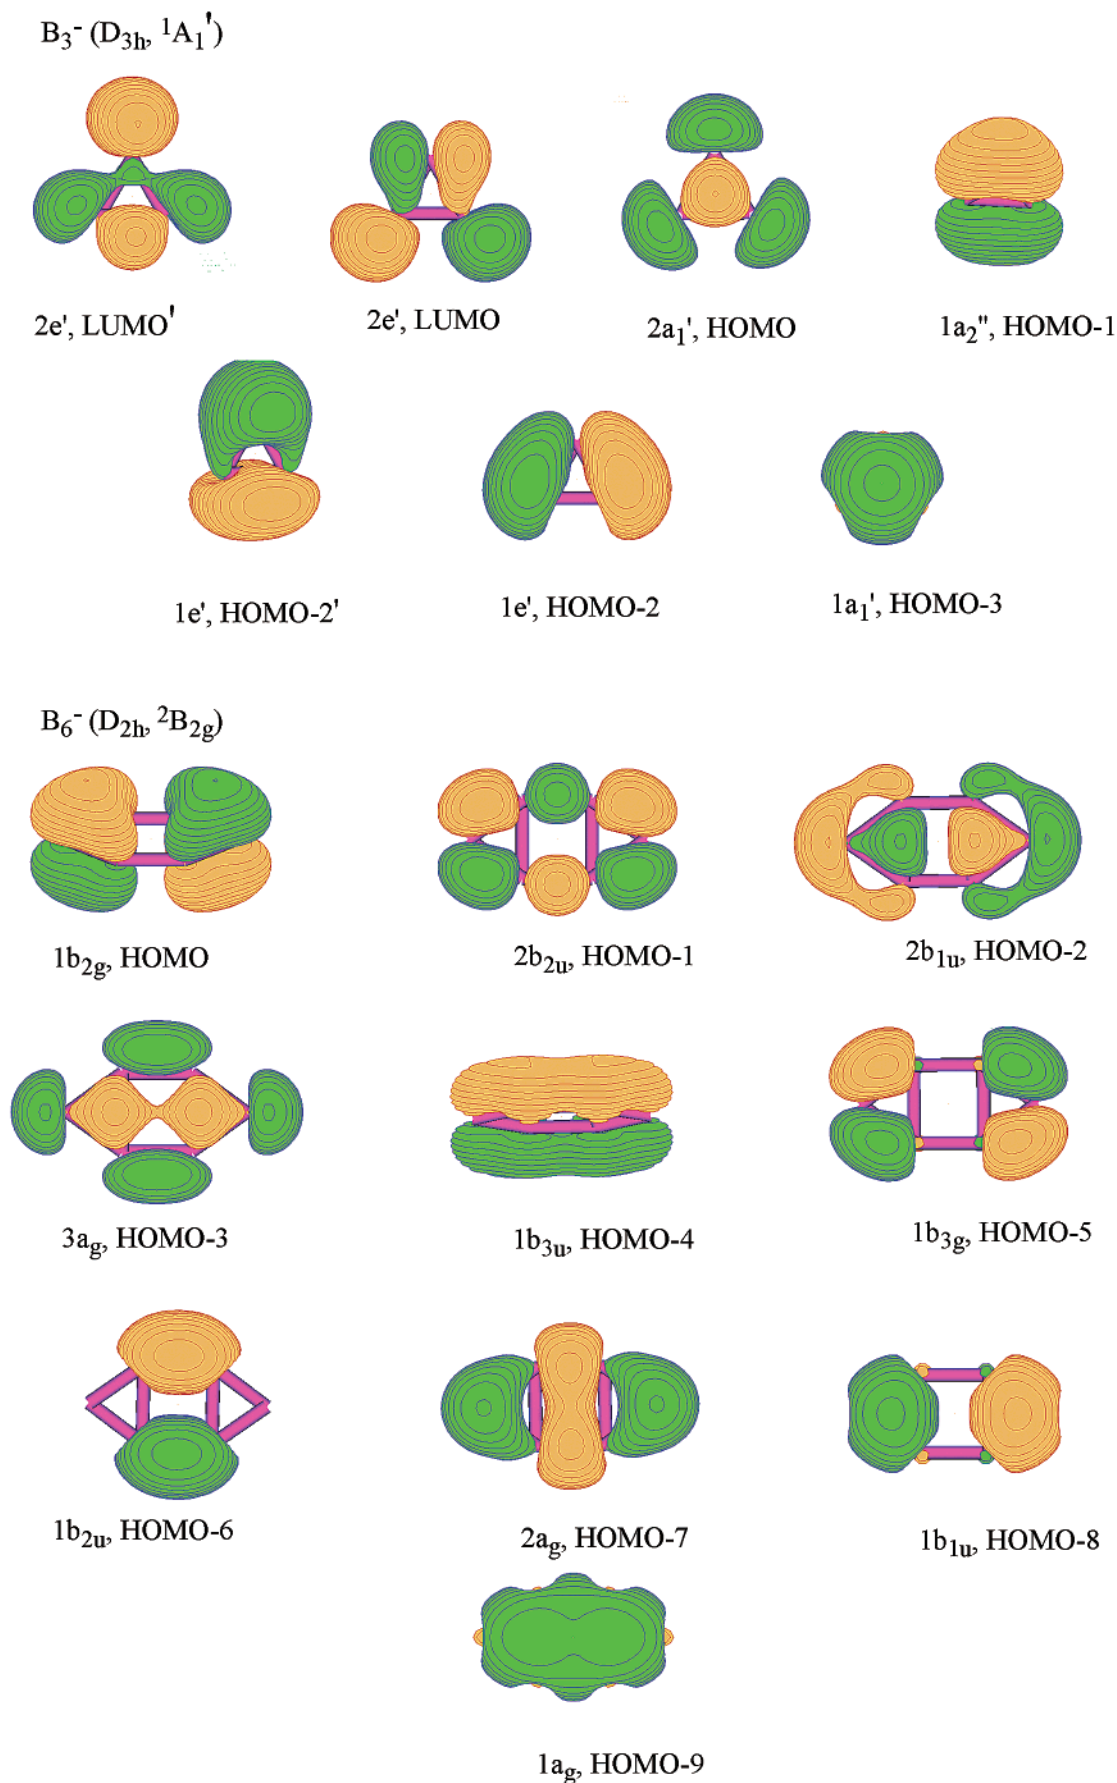 B₃⁻ (D₃ₕ, ¹A₁')
2e', LUMO'
2e', LUMO
2a₁', HOMO
1a₂", HOMO-1
1e', HOMO-2'
1e', HOMO-2
1a₁', HOMO-3
B₆⁻ (D₂ₕ, ²B₂g)
1b₂g, HOMO
2b₂ᵤ, HOMO-1
2b₁ᵤ, HOMO-2
3ag, HOMO-3
1b₃ᵤ, HOMO-4
1b₃g, HOMO-5
1b₂ᵤ, HOMO-6
2ag, HOMO-7
1b₁ᵤ, HOMO-8
1ag, HOMO-9